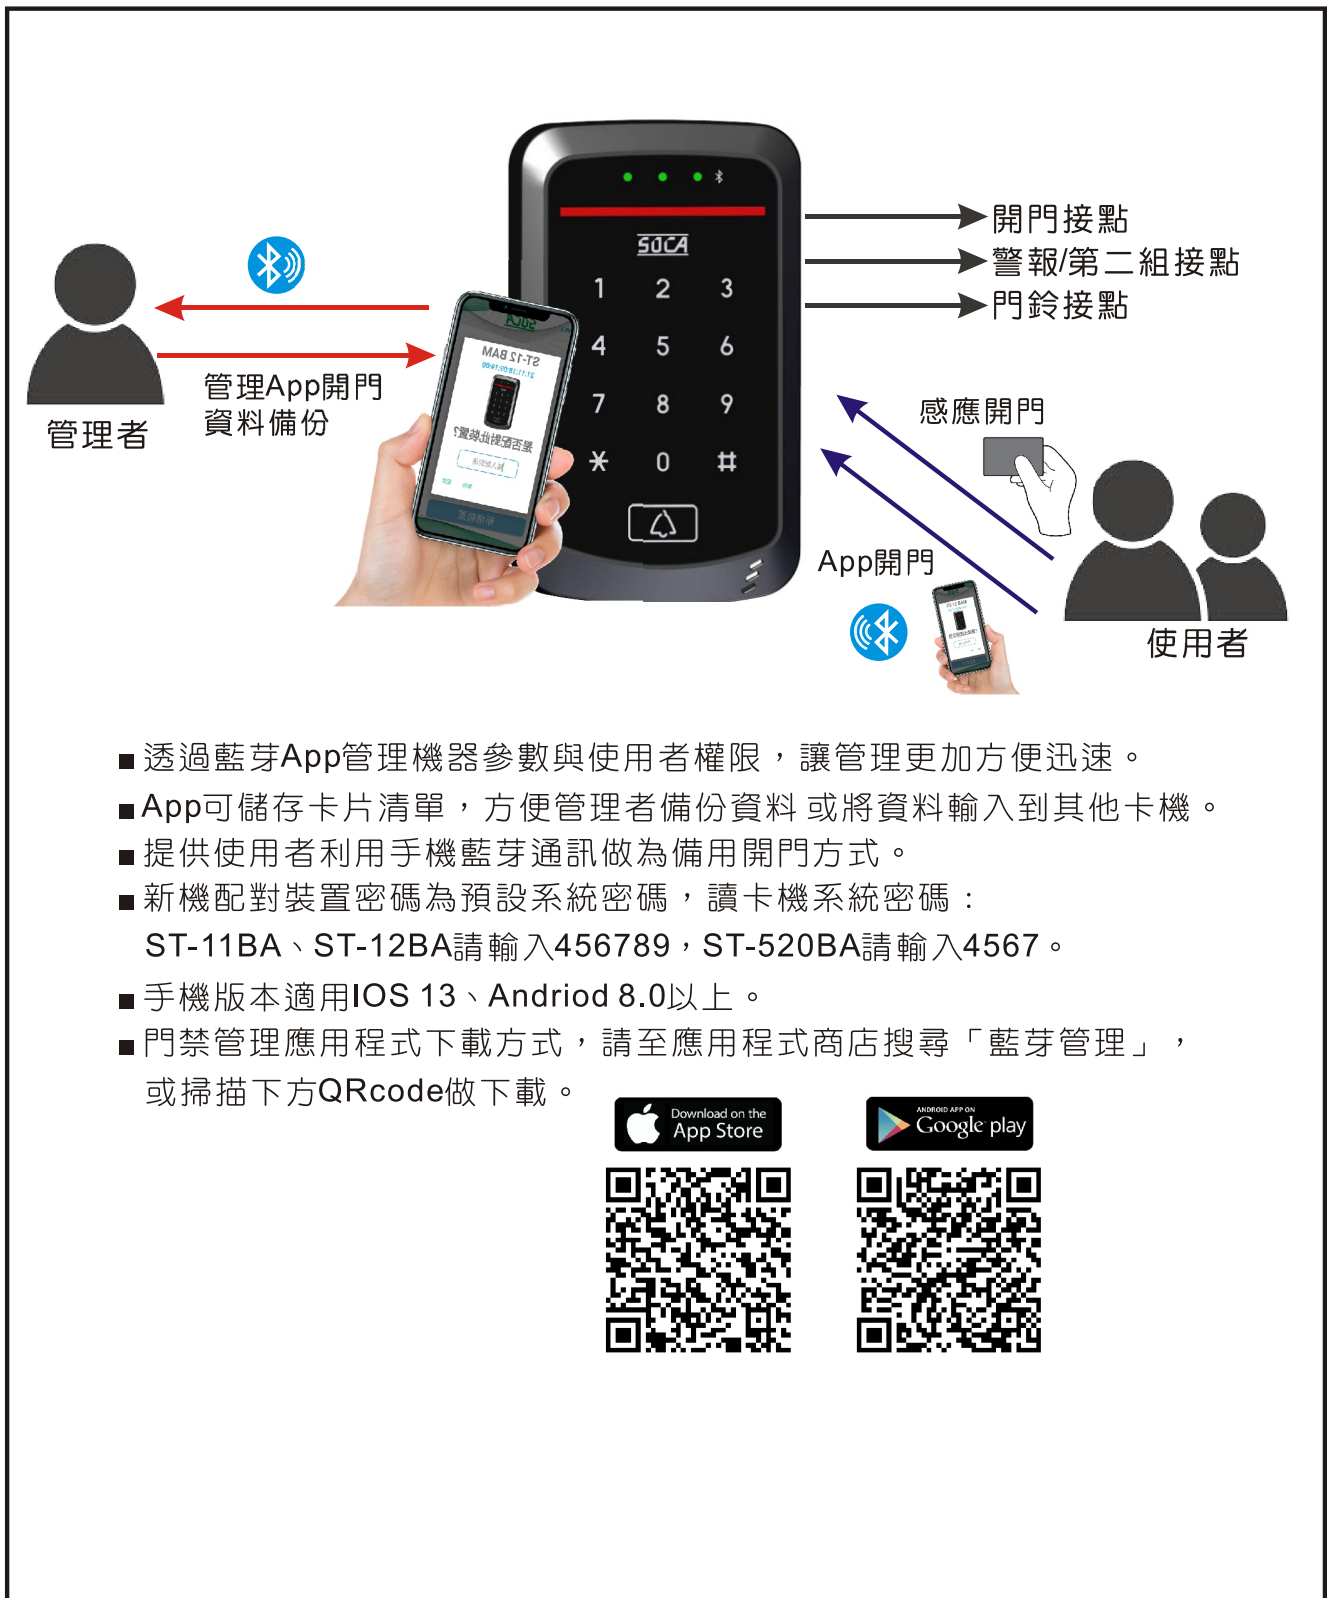 SOCA
1 2 3
4 5 6
7 8 9
* 0 #
開門接點
警報/第二組接點
門鈴接點
管理App開門
資料備份
管理者
ST-12 BAM
是否配對此裝置?
感應開門
App開門
使用者
■透過藍芽App管理機器參數與使用者權限，讓管理更加方便迅速。
■App可儲存卡片清單，方便管理者備份資料 或將資料輸入到其他卡機。
■提供使用者利用手機藍芽通訊做為備用開門方式。
■新機配對裝置密碼為預設系統密碼，讀卡機系統密碼：
ST-11BA、ST-12BA請輸入456789，ST-520BA請輸入4567。
■手機版本適用IOS 13、Andriod 8.0以上。
■門禁管理應用程式下載方式，請至應用程式商店搜尋「藍芽管理」，
或掃描下方QRcode做下載。
Download on the
App Store
ANDROID APP ON
Google play